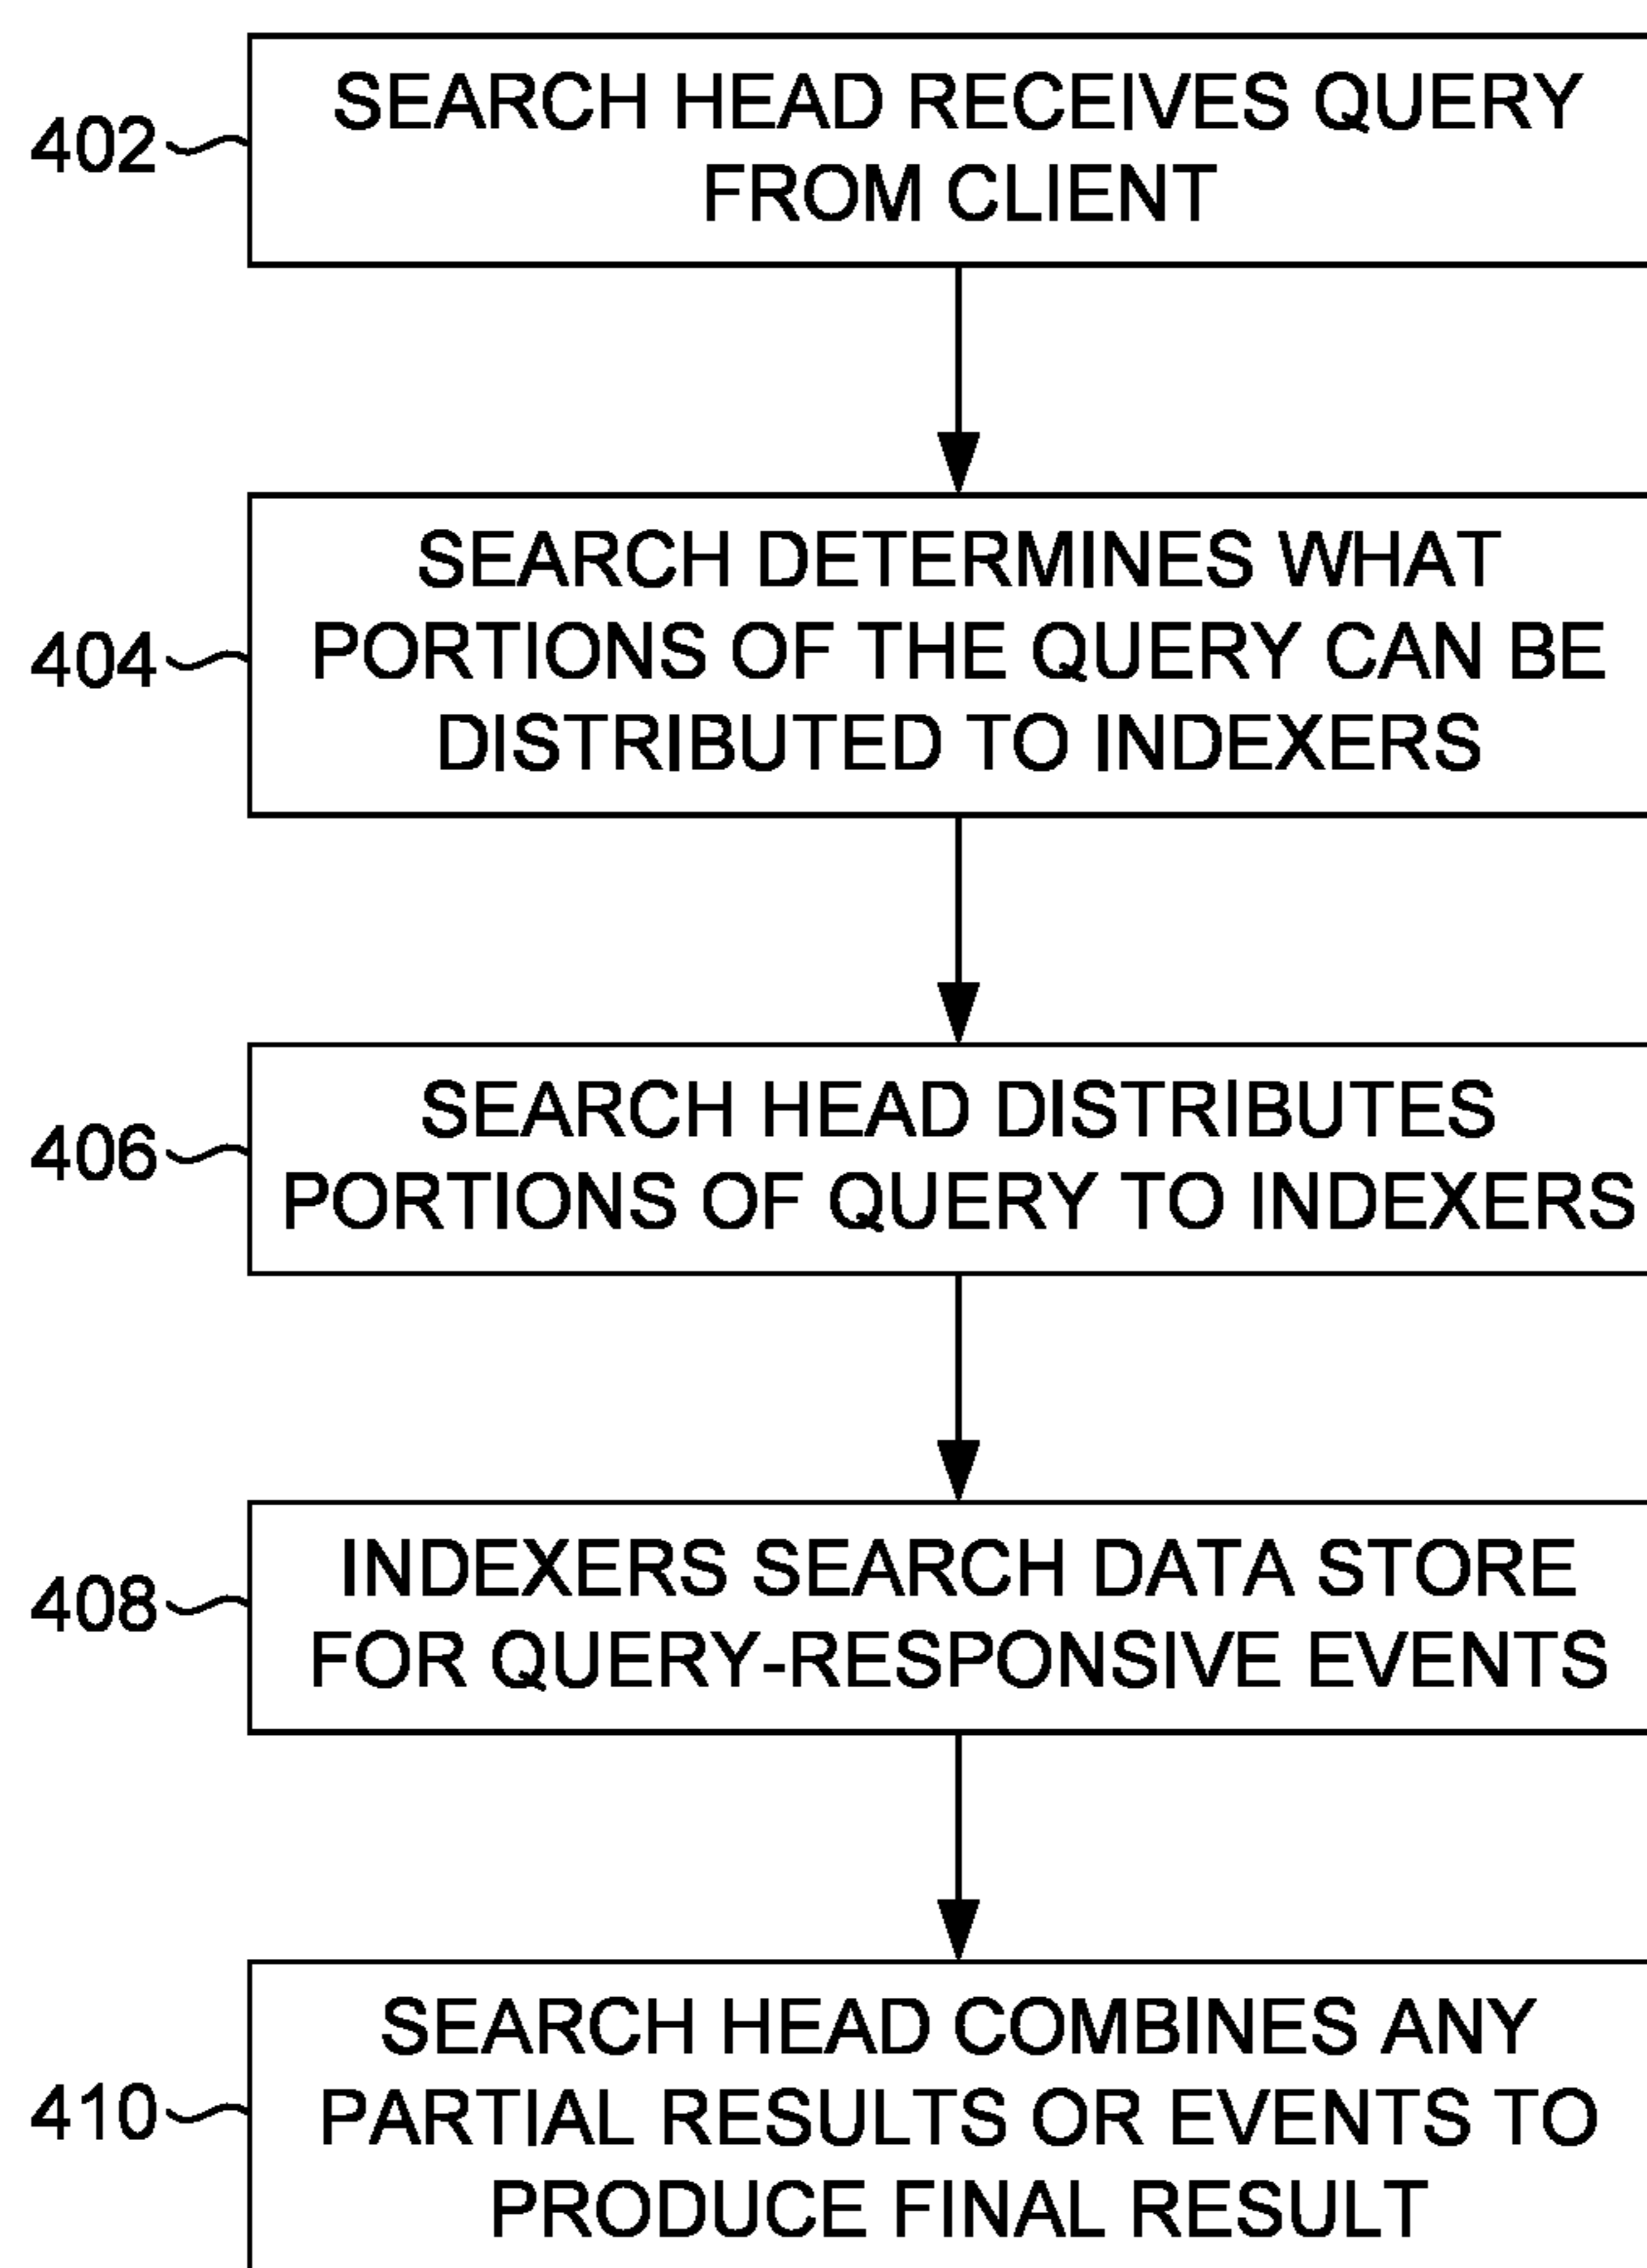 402
SEARCH HEAD RECEIVES QUERY
FROM CLIENT
404
SEARCH DETERMINES WHAT
PORTIONS OF THE QUERY CAN BE
DISTRIBUTED TO INDEXERS
406
SEARCH HEAD DISTRIBUTES
PORTIONS OF QUERY TO INDEXERS
408
INDEXERS SEARCH DATA STORE
FOR QUERY-RESPONSIVE EVENTS
410
SEARCH HEAD COMBINES ANY
PARTIAL RESULTS OR EVENTS TO
PRODUCE FINAL RESULT